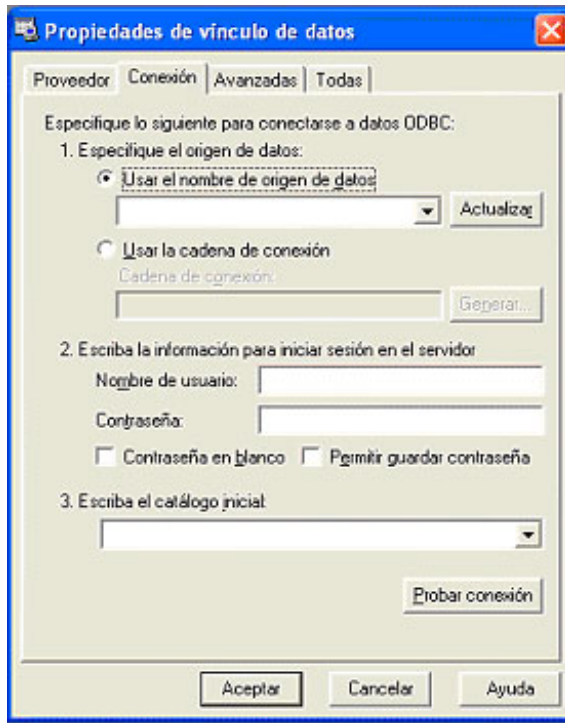 Propiedades de vínculo de datos
Proveedor Conexión Avanzadas Todas
Especifique lo siguiente para conectarse a datos ODBC:
1. Especifique el origen de datos:
Usar el nombre de origen de datos
Actualizar
Usar la cadena de conexión
Cadena de conexión:
Generar...
2. Escriba la información para iniciar sesión en el servidor
Nombre de usuario:
Contraseña:
Contraseña en blanco Permitir guardar contraseña
3. Escriba el catálogo inicial:
Probar conexión
Aceptar Cancelar Ayuda